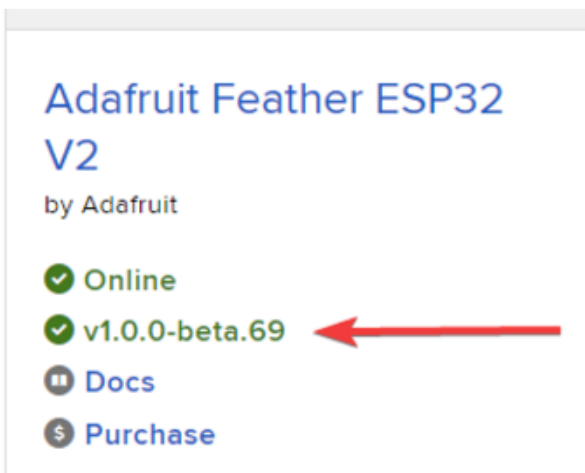 Adafruit Feather ESP32
V2
by Adafruit
Online
v1.0.0-beta.69
Docs
$ Purchase